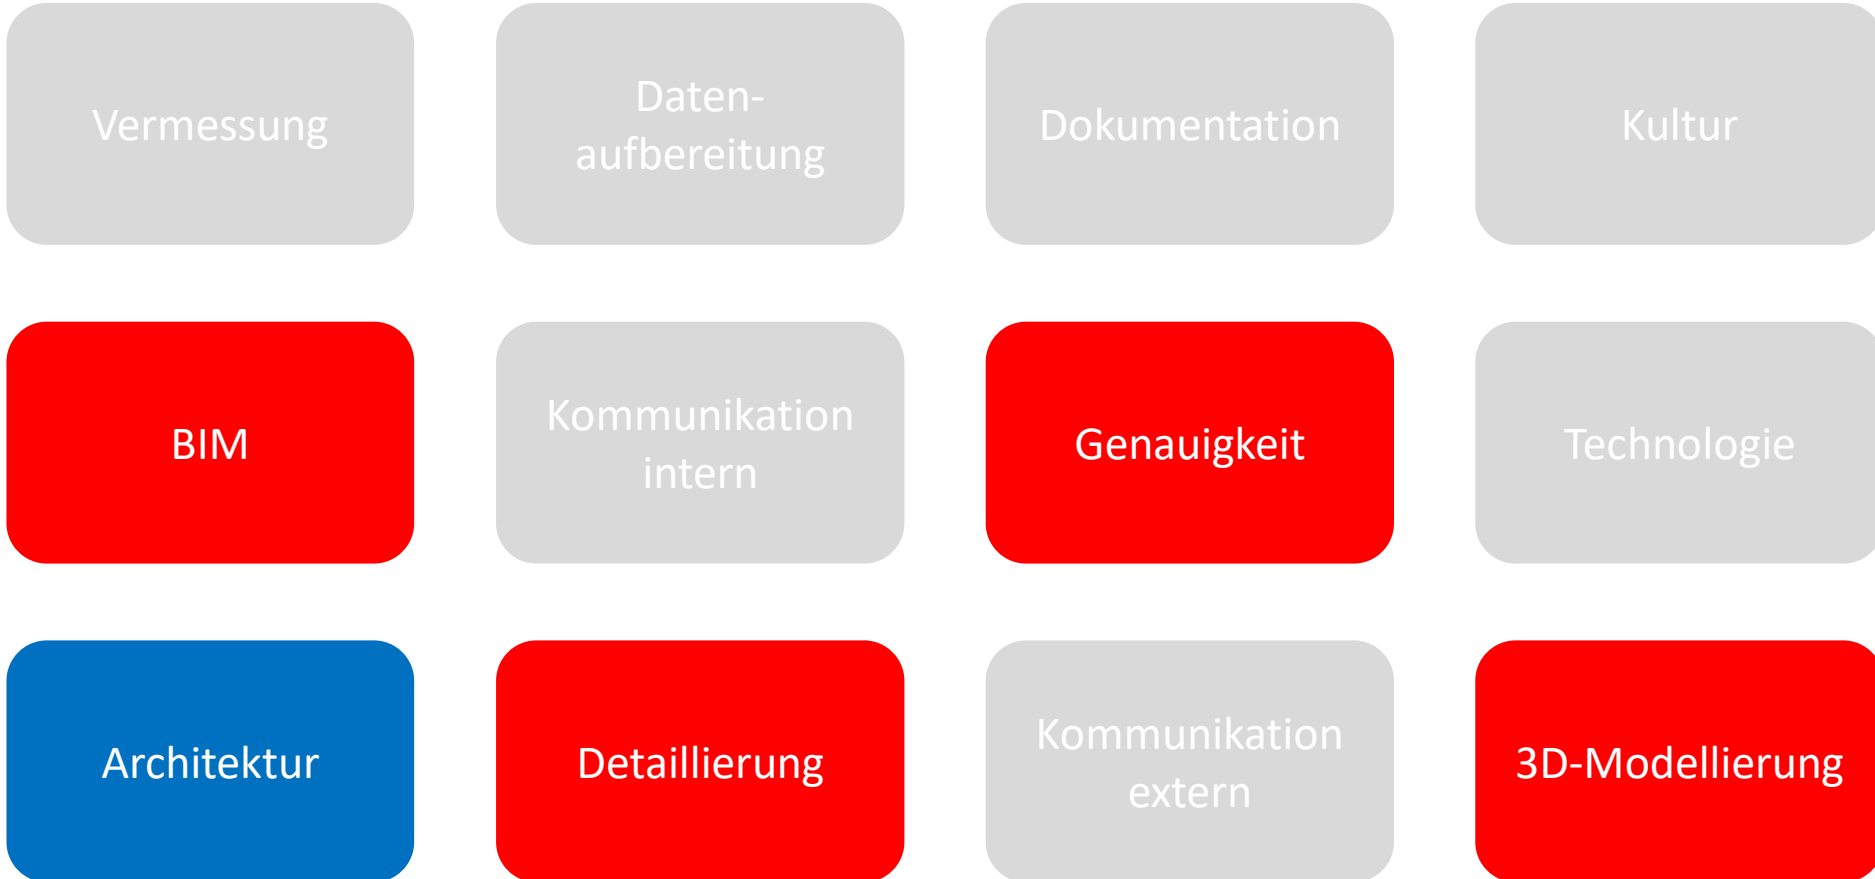 Vermessung
Daten-
aufbereitung
Dokumentation
Kultur
BIM
Kommunikation
intern
Genauigkeit
Technologie
Architektur
Detaillierung
Kommunikation
extern
3D-Modellierung